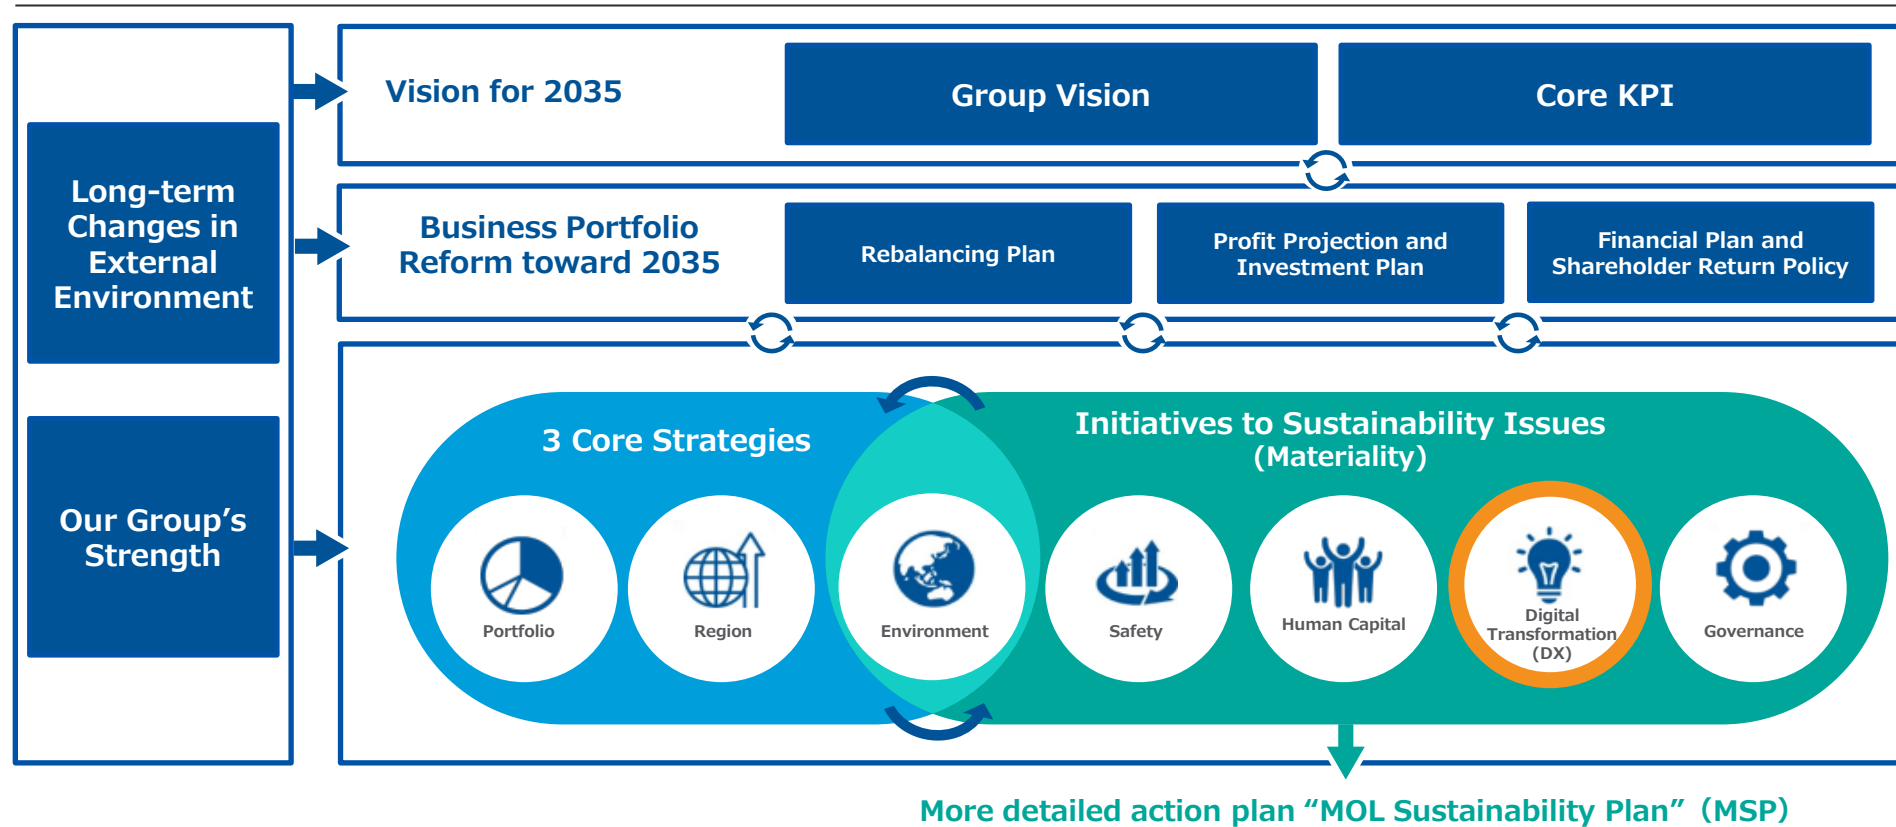 Long-term
Changes in
External
Environment
Our Group’s
Strength
Vision for 2035
Group Vision
Core KPI
Business Portfolio
Reform toward 2035
Rebalancing Plan
Profit Projection and
Investment Plan
Financial Plan and
Shareholder Return Policy
3 Core Strategies
Initiatives to Sustainability Issues
(Materiality)
Portfolio
Region
Environment
Safety
Human Capital
Digital
Transformation
(DX)
Governance
More detailed action plan “MOL Sustainability Plan” (MSP)